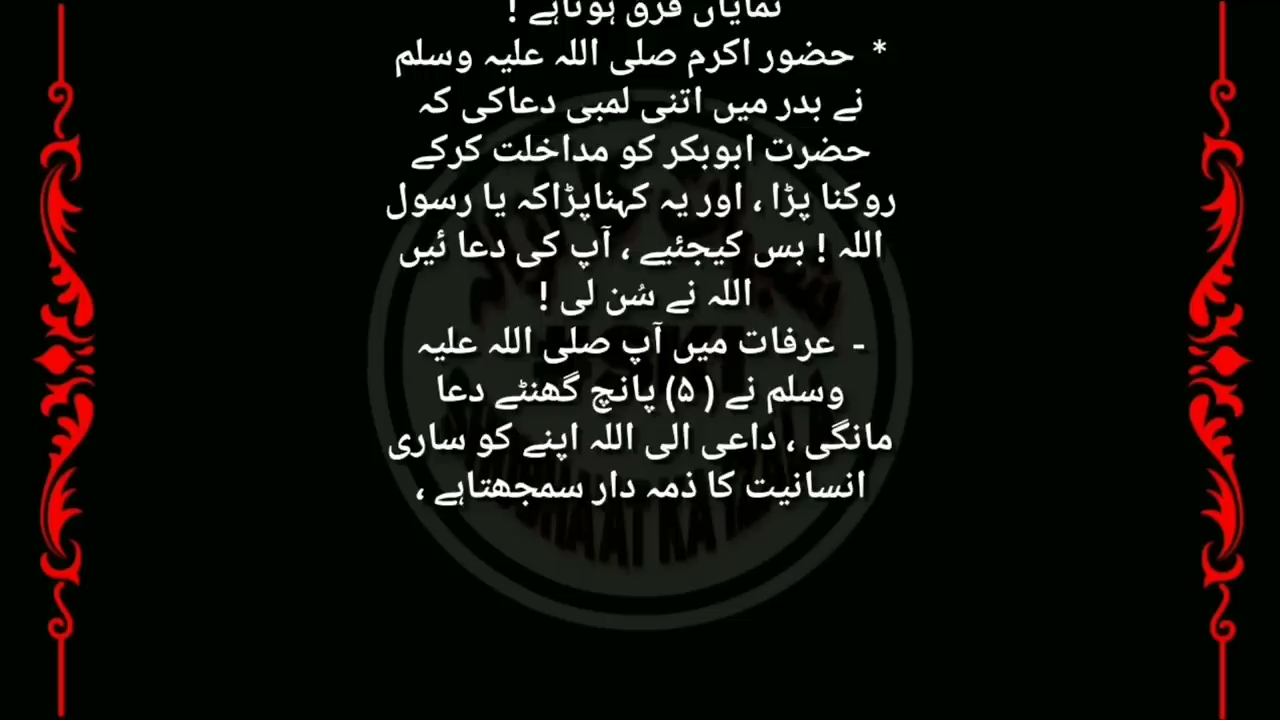 نمایاں فرق ہوتاہے !
* حضور اکرم صلی اللہ علیہ وسلم
نے بدر میں اتنی لمبی دعاکی کہ
حضرت ابوبکر کو مداخلت کرکے
روکنا پڑا ، اور یہ کہناپڑاکہ یا رسول
اللہ ! بس کیجئیے ، آپ کی دعا ئیں
اللہ نے سُن لی !
- عرفات میں آپ صلی اللہ علیہ
وسلم نے ( ۵) پانچ گھنٹے دعا
مانگی ، داعی الی اللہ اپنے کو ساری
انسانیت کا ذمہ دار سمجھتاہے ،